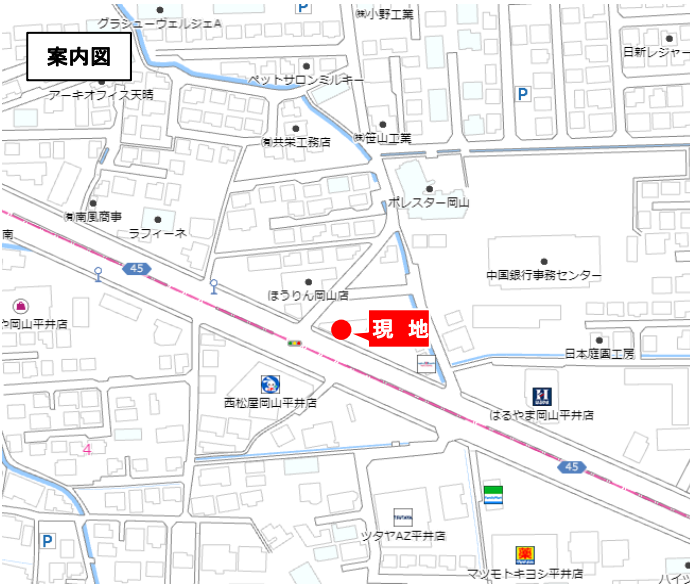 グラシューヴェルジェA
P
㈱小野工業
日新レジャー
案内図
アーキオフィス天晴
ペットサロンミルキー
P
㈲共栄工務店
㈱笹山工業
ポレスター岡山
㈲南風商事
ラフィーネ
南
45
中国銀行事務センター
ほうりん岡山店
や岡山平井店
現 地
日本庭園工房
西松屋岡山平井店
はるやま岡山平井店
4
45
FamilyMart
TSUTAYA
ツタヤAZ平井店
P
薬
マツモトキヨシ平井店
ハイツ